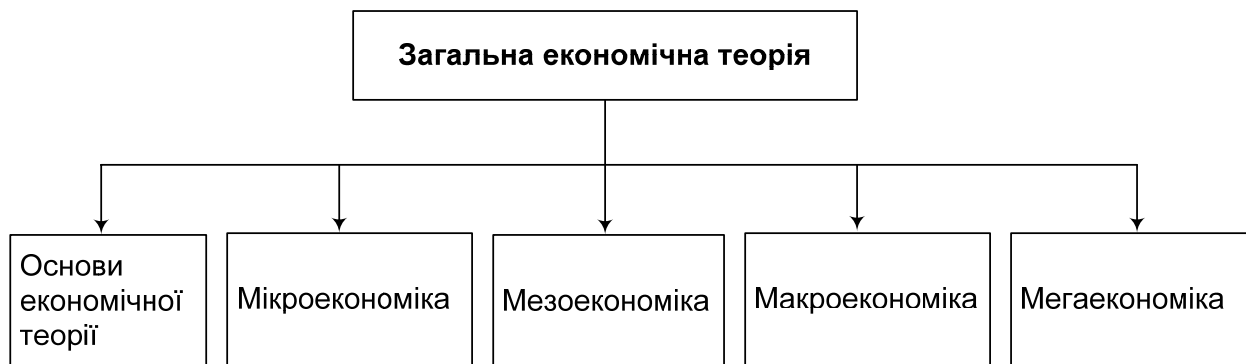 Загальна економічна теорія
Основи
економічної
теорії
Мікроекономіка
Мезоекономіка
Макроекономіка
Мегаекономіка